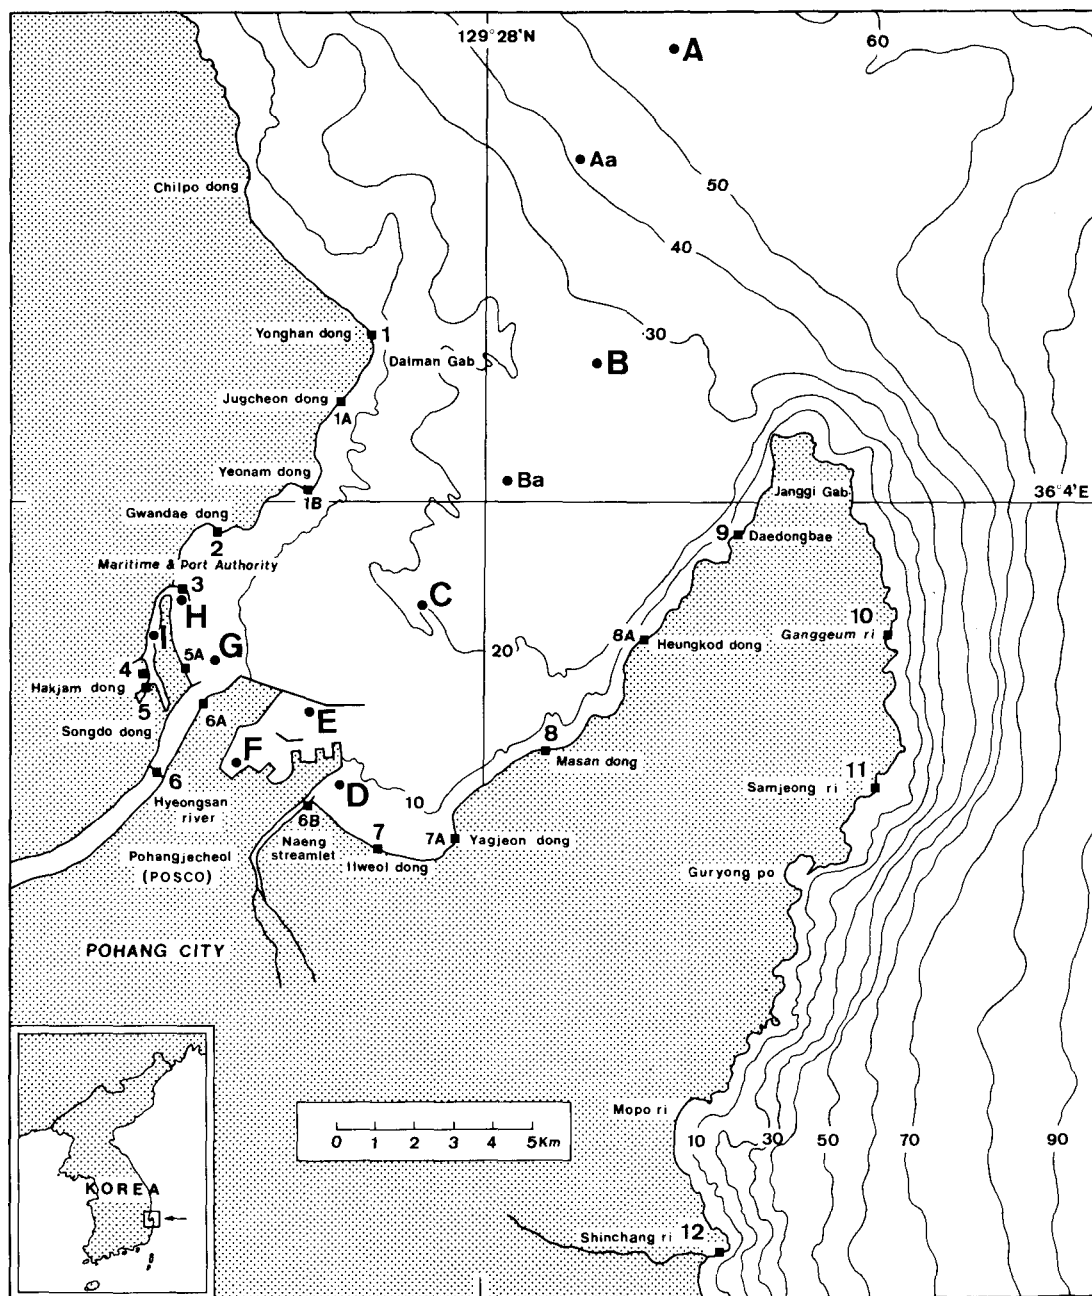 129°28'N
60
A
Aa
50
Chilpo dong
40
30
Yonghan dong
1
Dalman Gab
B
Jugcheon dong
1A
Yeonam dong
1B
Ba
Janggi Gab
36°4'E
Gwandae dong
2
9
Daedongbae
Maritime & Port Authority
3
H
C
10
I
8A
Ganggeum ri
5A
G
20
Heungkod dong
4
Hakjam dong
5
6A
Songdo dong
E
8
F
Masan dong
6
D
11
Hyeongsan
river
10
Samjeong ri
6B
Naeng
streamlet
7
7A
Yagjeon dong
Ilweol dong
Pohangjecheol
(POSCO)
Guryong po
POHANG CITY
Mopo ri
0 1 2 3 4 5Km
10
30
50
70
90
KOREA
Shinchang ri
12